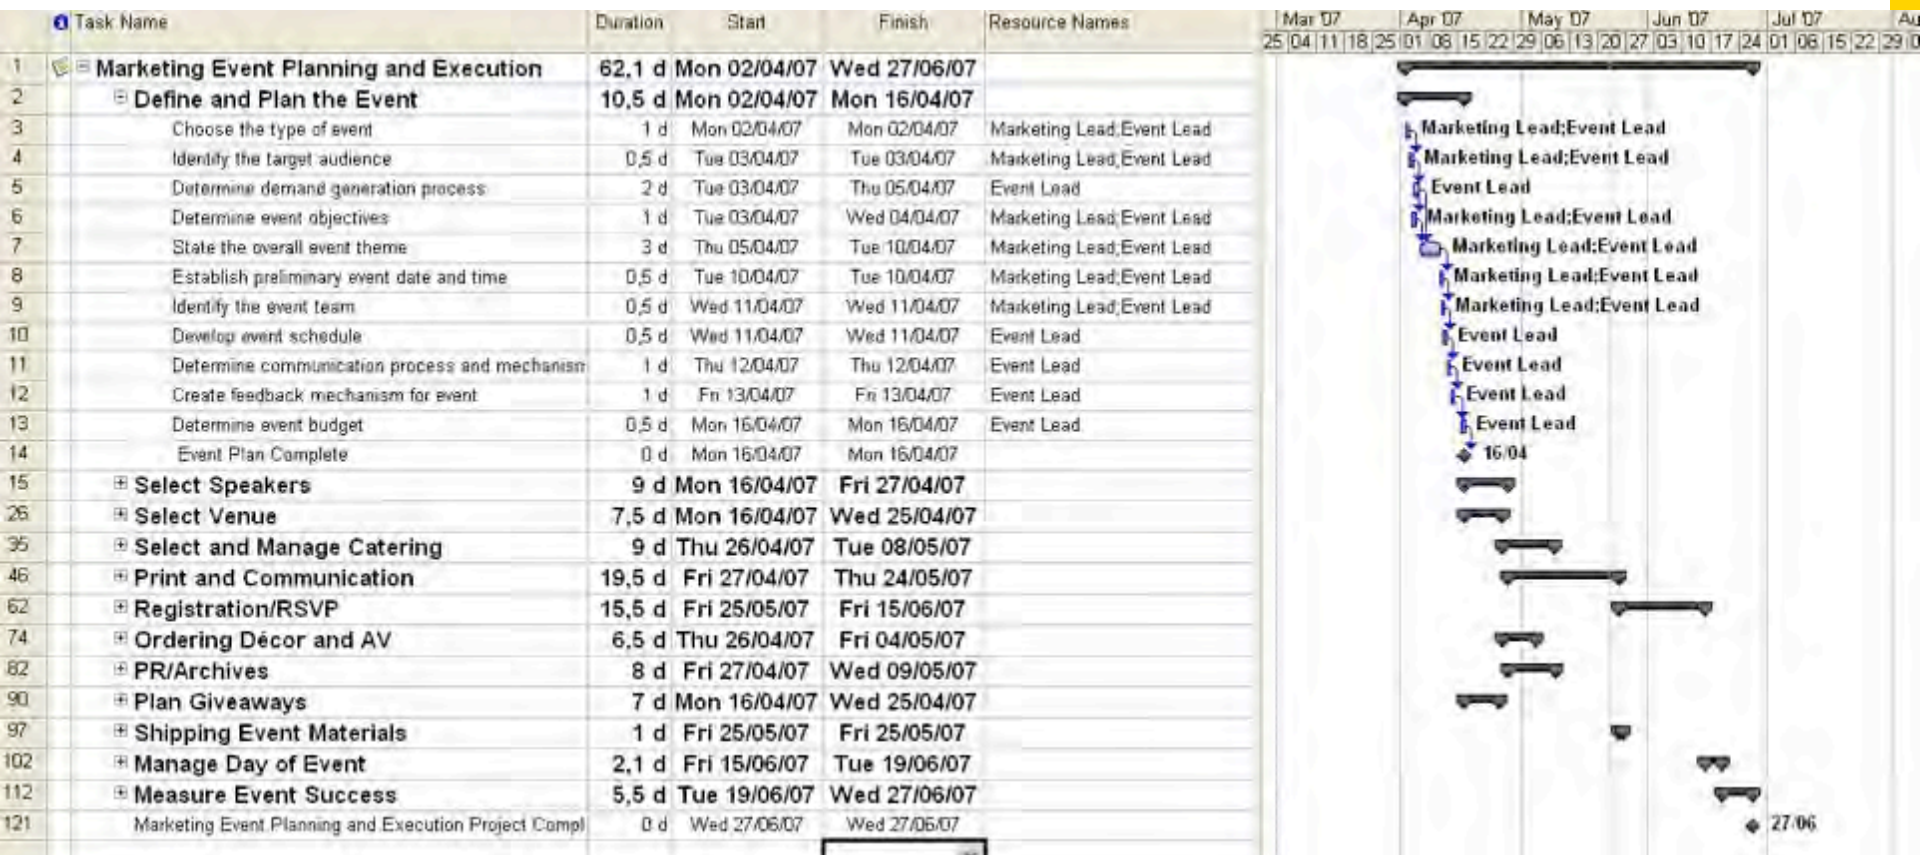 Task Name Duration Start Finish Resource Names Mar '07 Apr '07 May '07 Jun '07 Jul '07 Au
25 04 11 18 25 01 08 15 22 29 06 13 20 27 03 10 17 24 01 08 15 22 29 0
1 Marketing Event Planning and Execution 62,1 d Mon 02/04/07 Wed 27/06/07
2 Define and Plan the Event 10,5 d Mon 02/04/07 Mon 16/04/07
3 Choose the type of event 1 d Mon 02/04/07 Mon 02/04/07 Marketing Lead;Event Lead Marketing Lead;Event Lead
4 Identify the target audience 0,5 d Tue 03/04/07 Tue 03/04/07 Marketing Lead;Event Lead Marketing Lead;Event Lead
5 Determine demand generation process 2 d Tue 03/04/07 Thu 05/04/07 Event Lead Event Lead
6 Determine event objectives 1 d Tue 03/04/07 Wed 04/04/07 Marketing Lead;Event Lead Marketing Lead;Event Lead
7 State the overall event theme 3 d Thu 05/04/07 Tue 10/04/07 Marketing Lead;Event Lead Marketing Lead;Event Lead
8 Establish preliminary event date and time 0,5 d Tue 10/04/07 Tue 10/04/07 Marketing Lead;Event Lead Marketing Lead;Event Lead
9 Identify the event team 0,5 d Wed 11/04/07 Wed 11/04/07 Marketing Lead;Event Lead Marketing Lead;Event Lead
10 Develop event schedule 0,5 d Wed 11/04/07 Wed 11/04/07 Event Lead Event Lead
11 Determine communication process and mechanism 1 d Thu 12/04/07 Thu 12/04/07 Event Lead Event Lead
12 Create feedback mechanism for event 1 d Fri 13/04/07 Fri 13/04/07 Event Lead Event Lead
13 Determine event budget 0,5 d Mon 16/04/07 Mon 16/04/07 Event Lead Event Lead
14 Event Plan Complete 0 d Mon 16/04/07 Mon 16/04/07 16/04
15 Select Speakers 9 d Mon 16/04/07 Fri 27/04/07
26 Select Venue 7,5 d Mon 16/04/07 Wed 25/04/07
35 Select and Manage Catering 9 d Thu 26/04/07 Tue 08/05/07
46 Print and Communication 19,5 d Fri 27/04/07 Thu 24/05/07
62 Registration/RSVP 15,5 d Fri 25/05/07 Fri 15/06/07
74 Ordering Décor and AV 6,5 d Thu 26/04/07 Fri 04/05/07
82 PR/Archives 8 d Fri 27/04/07 Wed 09/05/07
90 Plan Giveaways 7 d Mon 16/04/07 Wed 25/04/07
97 Shipping Event Materials 1 d Fri 25/05/07 Fri 25/05/07
102 Manage Day of Event 2,1 d Fri 15/06/07 Tue 19/06/07
112 Measure Event Success 5,5 d Tue 19/06/07 Wed 27/06/07
121 Marketing Event Planning and Execution Project Compl 0 d Wed 27/06/07 Wed 27/06/07 27/06